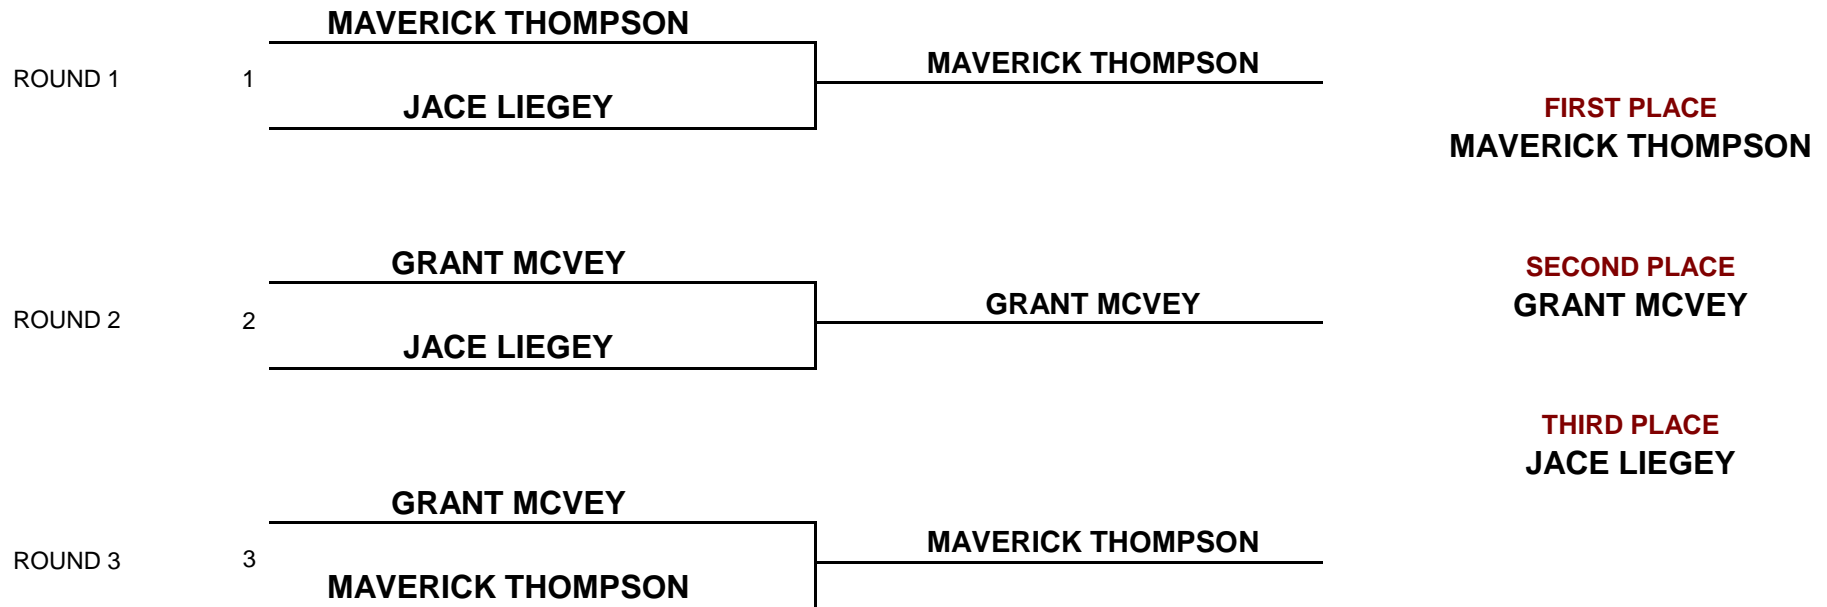 MAVERICK THOMPSON
ROUND 1 1 MAVERICK THOMPSON
JACE LIEGEY
FIRST PLACE
MAVERICK THOMPSON
GRANT MCVEY
ROUND 2 2 GRANT MCVEY
JACE LIEGEY
SECOND PLACE
GRANT MCVEY
THIRD PLACE
JACE LIEGEY
GRANT MCVEY
ROUND 3 3 MAVERICK THOMPSON
MAVERICK THOMPSON